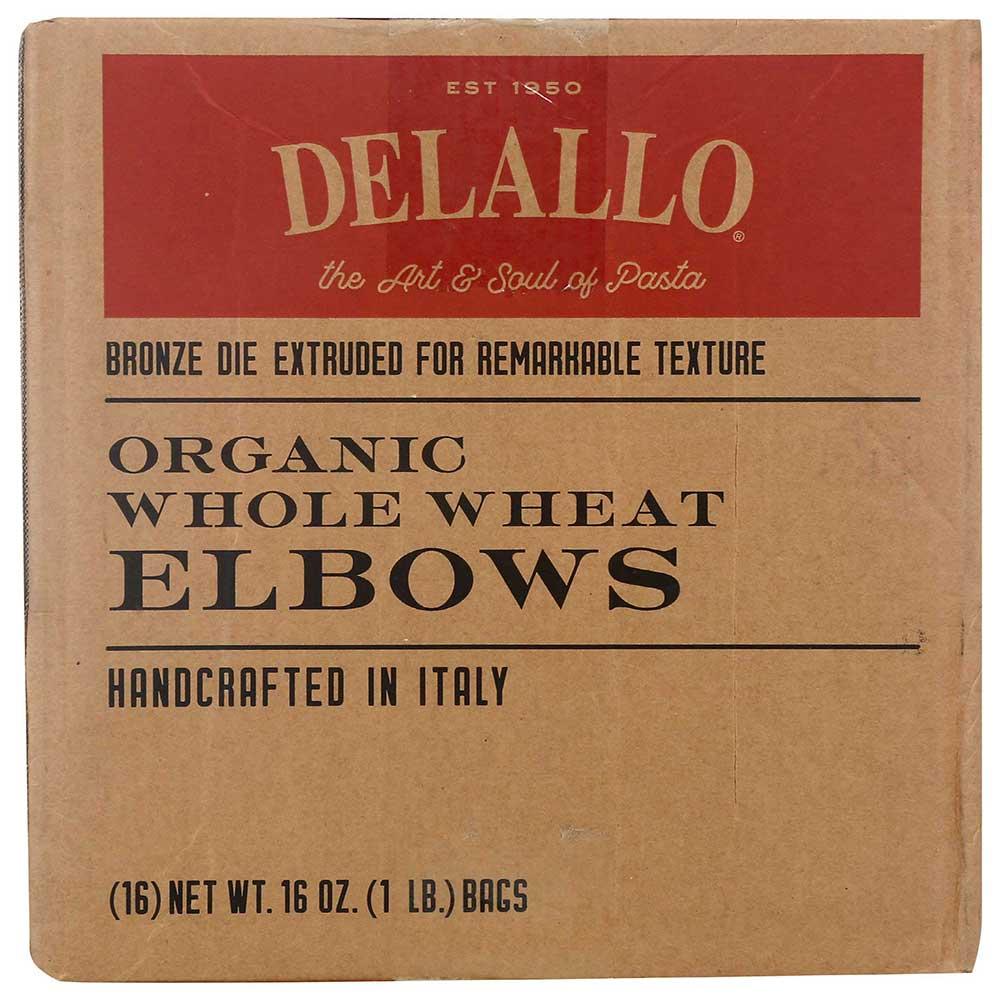 EST 1950
DELALLO®
the Art & Soul of Pasta
BRONZE DIE EXTRUDED FOR REMARKABLE TEXTURE
ORGANIC
WHOLE WHEAT
ELBOWS
HANDCRAFTED IN ITALY
(16) NET WT. 16 OZ. (1 LB.) BAGS